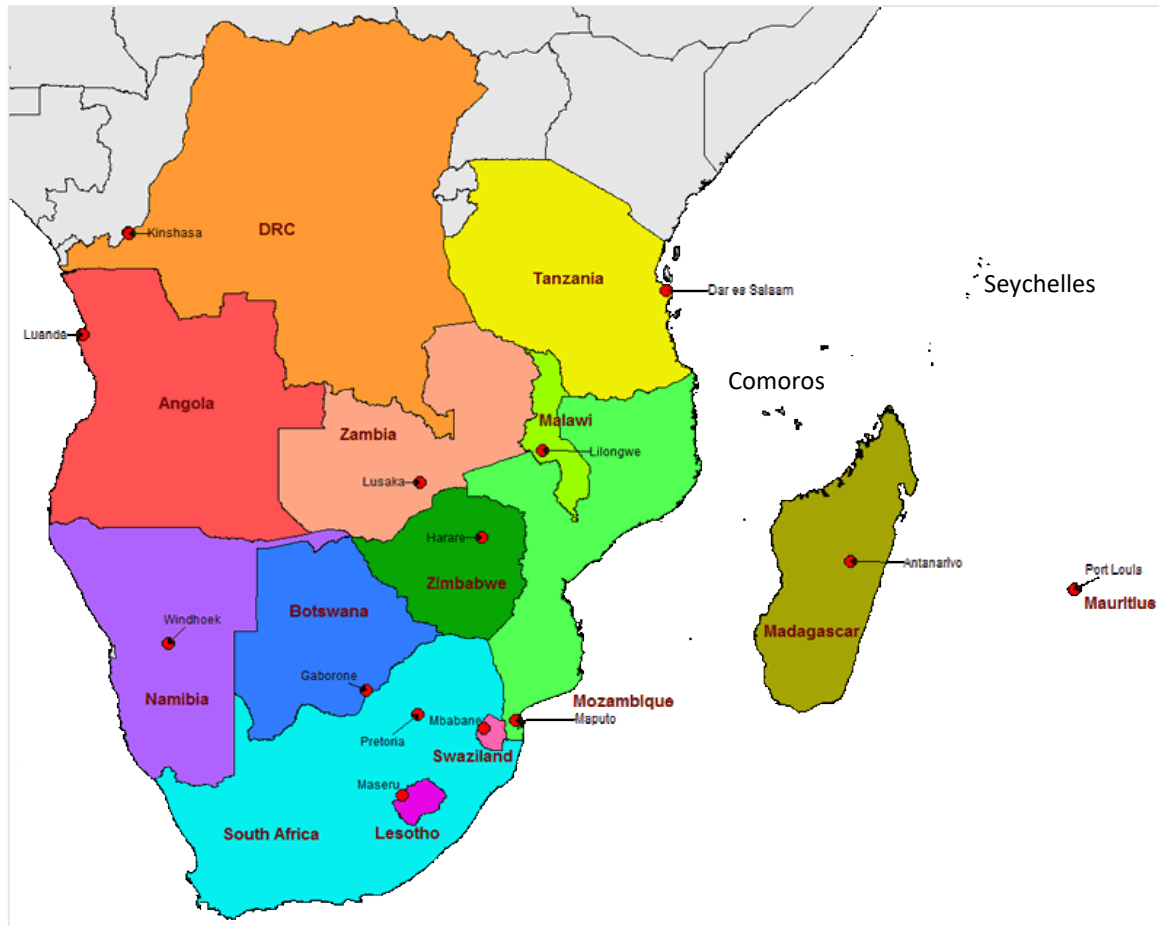 DRC
Kinshasa
Tanzania
Dar es Salaam
Seychelles
Luanda
Angola
Comoros
Zambia
Malawi
Lilongwe
Lusaka
Harare
Zimbabwe
Antanarivo
Port Louis
Mauritius
Botswana
Windhoek
Madagascar
Gaborone
Namibia
Mozambique
Maputo
Mbabane
Pretoria
Swaziland
Maseru
South Africa
Lesotho